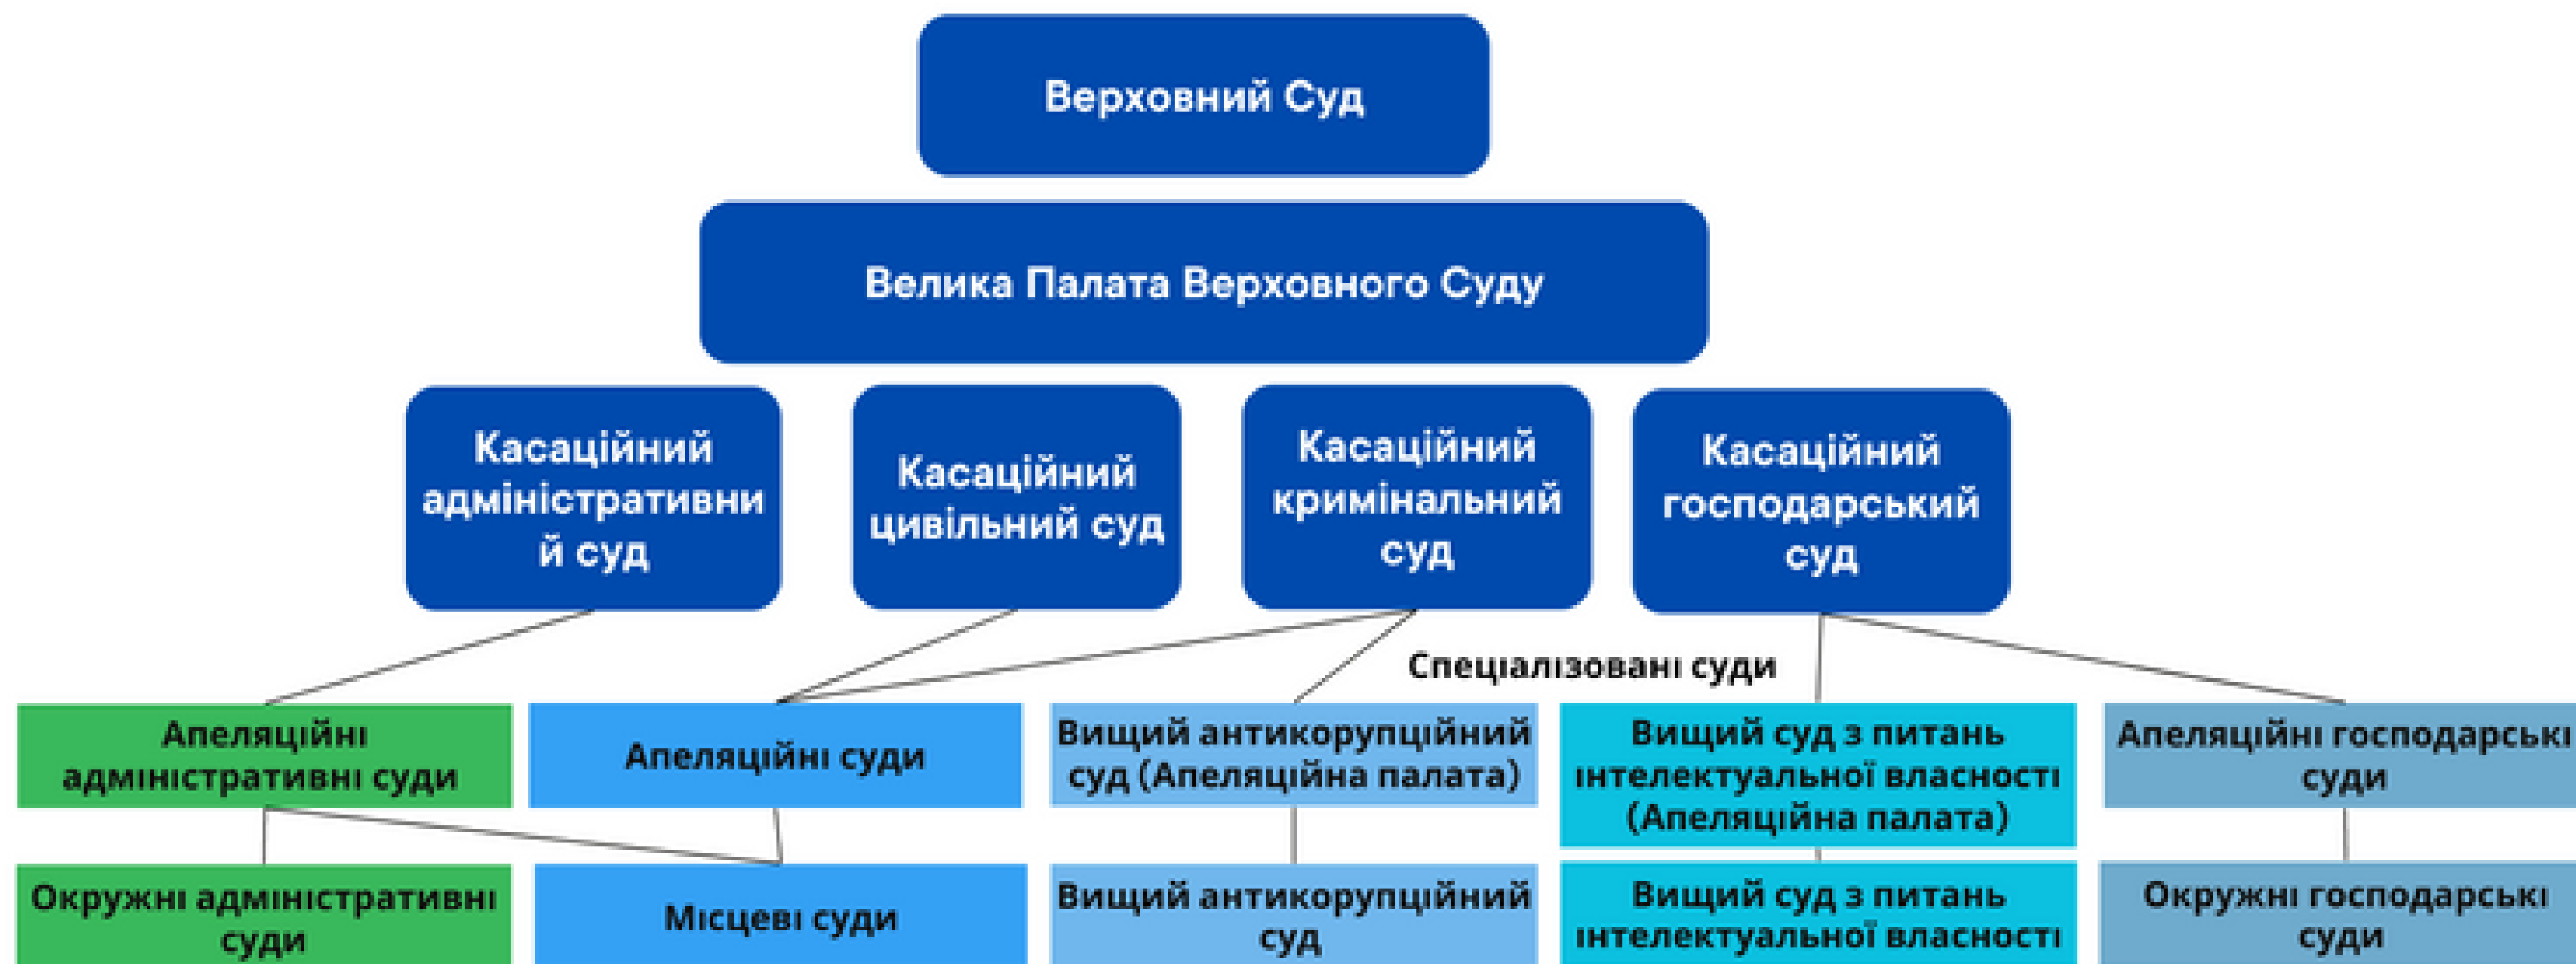 Верховний Суд
Велика Палата Верховного Суду
Касаційний
адміністративни
й суд
Касаційний
цивільний суд
Касаційний
кримінальний
суд
Касаційний
господарський
суд
Спеціалізовані суди
Апеляційні
адміністративні суди
Апеляційні суди
Вищий антикорупційний
суд (Апеляційна палата)
Вищий суд з питань
інтелектуальної власності
(Апеляційна палата)
Апеляційні господарські
суди
Окружні адміністративні
суди
Місцеві суди
Вищий антикорупційний
суд
Вищий суд з питань
інтелектуальної власності
Окружні господарські
суди